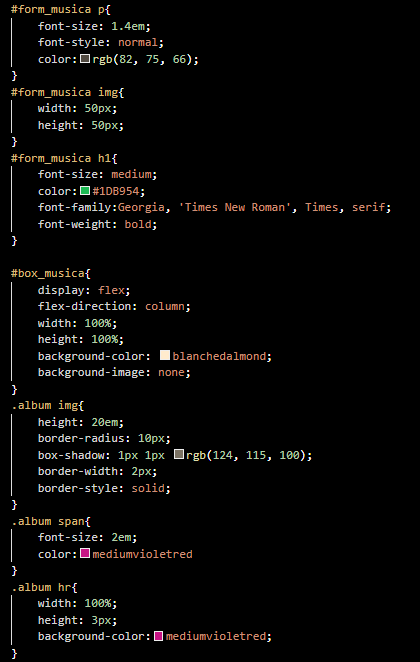 #form_musica p{
    font-size: 1.4em;
    font-style: normal;
    color: rgb(82, 75, 66);
}
#form_musica img{
    width: 50px;
    height: 50px;
}
#form_musica h1{
    font-size: medium;
    color: #1DB954;
    font-family:Georgia, 'Times New Roman', Times, serif;
    font-weight: bold;
}

#box_musica{
    display: flex;
    flex-direction: column;
    width: 100%;
    height: 100%;
    background-color: blanchedalmond;
    background-image: none;
}
.album img{
    height: 20em;
    border-radius: 10px;
    box-shadow: 1px 1px rgb(124, 115, 100);
    border-width: 2px;
    border-style: solid;
}
.album span{
    font-size: 2em;
    color: mediumvioletred
}
.album hr{
    width: 100%;
    height: 3px;
    background-color: mediumvioletred;
}